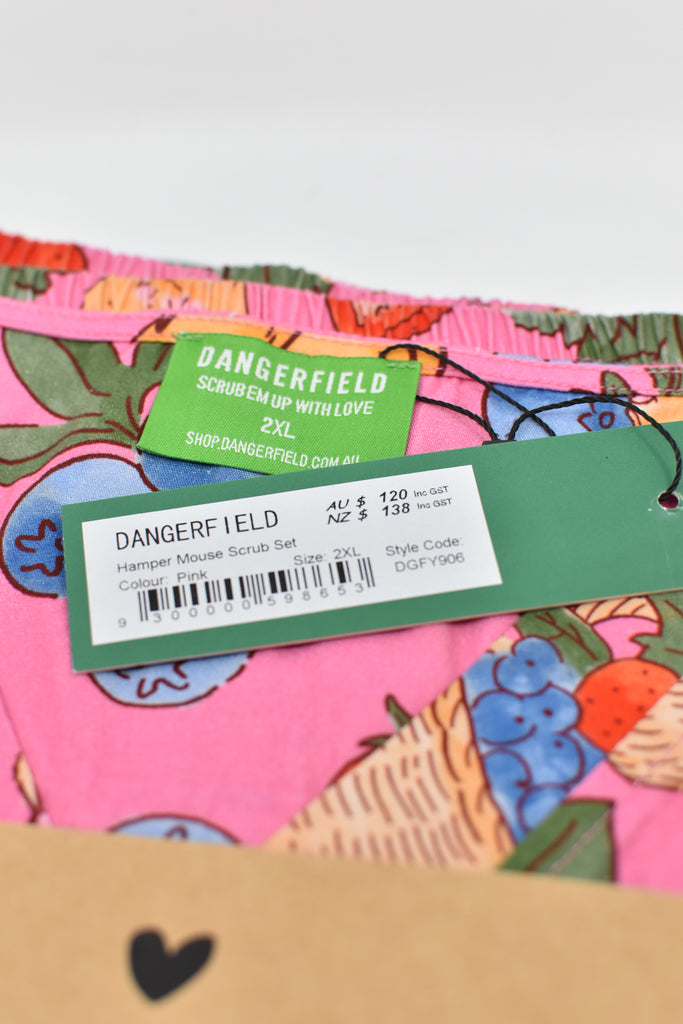 DANGERFIELD
SCRUB EM UP WITH LOVE
2XL
SHOP.DANGERFIELD.COM.AU
DANGERFIELD
AU $ 120 Inc GST
NZ $ 138 Inc GST
Hamper Mouse Scrub Set
Colour: Pink
Size: 2XL
Style Code:
DGFY906
9 300000 598653